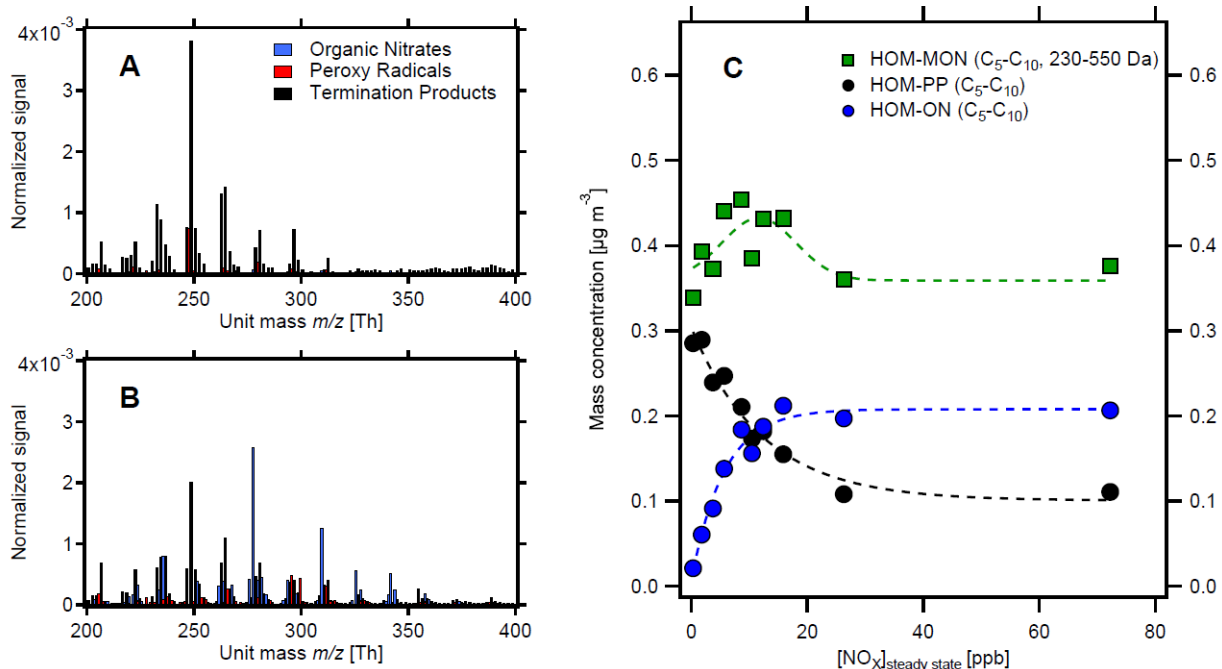 A
4x10⁻³
3
2
1
0
Normalized signal
Organic Nitrates
Peroxy Radicals
Termination Products
200 250 300 350 400
Unit mass m/z [Th]
B
4x10⁻³
3
2
1
0
Normalized signal
200 250 300 350 400
Unit mass m/z [Th]
C
HOM-MON (C₅-C₁₀, 230-550 Da)
HOM-PP (C₅-C₁₀)
HOM-ON (C₅-C₁₀)
Mass concentration [µg m⁻³]
0.6 0.6
0.5 0.5
0.4 0.4
0.3 0.3
0.2 0.2
0.1 0.1
0.0 0.0
0 20 40 60 80
[NOX]steady state [ppb]